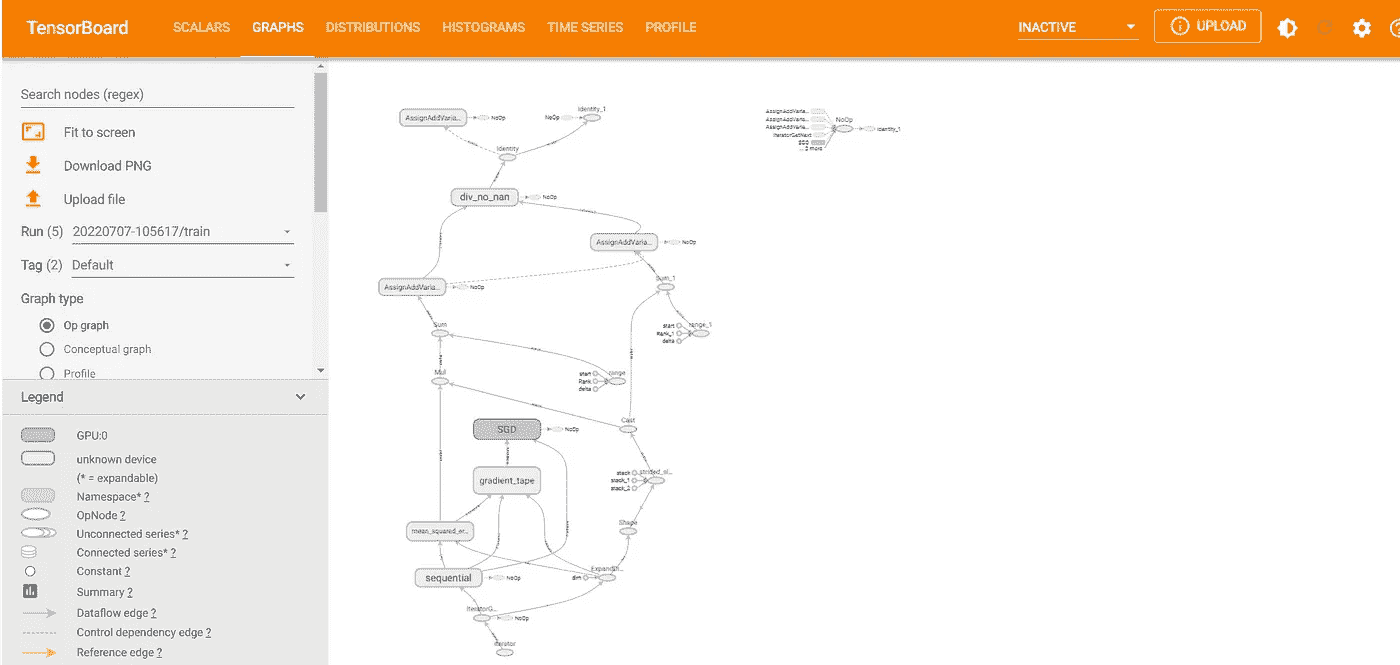 TensorBoard SCALARS GRAPHS DISTRIBUTIONS HISTOGRAMS TIME SERIES PROFILE INACTIVE UPLOAD
Search nodes (regex)
Fit to screen
Download PNG
Upload file
Run (5) 20220707-105617/train
Tag (2) Default
Graph type
Op graph
Conceptual graph
Profile
Legend
GPU:0
unknown device
(* = expandable)
Namespace* ?
OpNode ?
Unconnected series* ?
Connected series* ?
Constant ?
Summary ?
Dataflow edge ?
Control dependency edge ?
Reference edge ?
AssignAddVaria... NoOp
NoOp Identity_1
Identity
div_no_nan NoOp
AssignAddVaria... NoOp
AssignAddVaria... NoOp
Sum_1
Sum
start range_1
Rank_1
delta
Mul
start range
Rank
delta
Cast
SGD NoOp
gradient_tape
stack strided_sl...
stack_1
stack_2
mean_squared_er...
Shape
sequential NoOp
dim ExpandDi...
IteratorG... NoOp
iterator
AssignAddVaria...
AssignAddVaria...
AssignAddVaria...
IteratorGetNext
SGD
... 2 more
NoOp
Identity_1